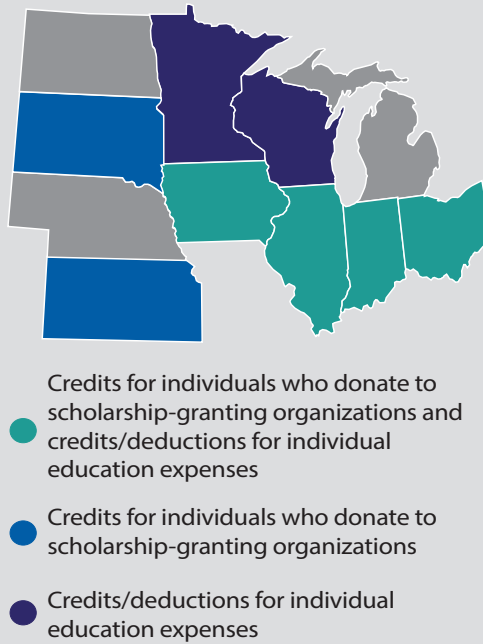 Credits for individuals who donate to
scholarship-granting organizations and
credits/deductions for individual
education expenses
Credits for individuals who donate to
scholarship-granting organizations
Credits/deductions for individual
education expenses